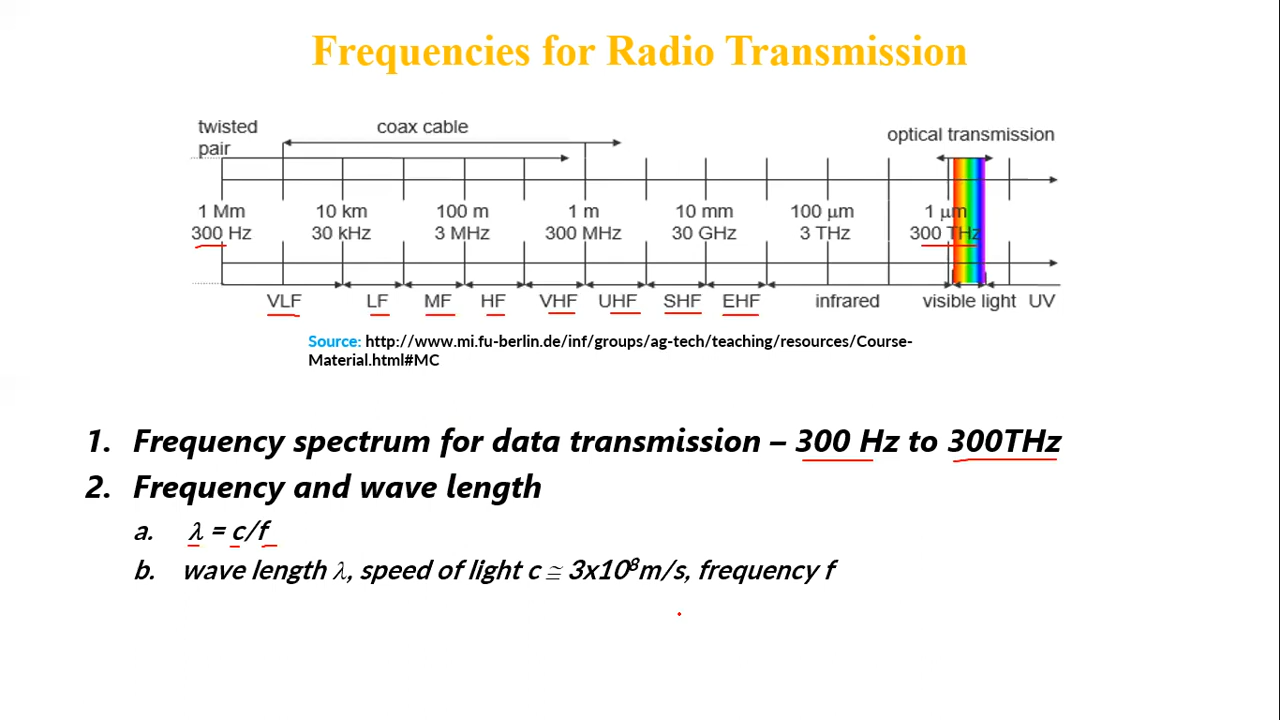 Frequencies for Radio Transmission
twisted
pair
coax cable
optical transmission
1 Mm 10 km 100 m 1 m 10 mm 100 μm 1 μm
300 Hz 30 kHz 3 MHz 300 MHz 30 GHz 3 THz 300 THz
VLF LF MF HF VHF UHF SHF EHF infrared visible light UV
Source: http://www.mi.fu-berlin.de/inf/groups/ag-tech/teaching/resources/Course-
Material.html#MC
1. Frequency spectrum for data transmission – 300 Hz to 300THz
2. Frequency and wave length
a. λ = c/f
b. wave length λ, speed of light c ≅ 3x10⁸m/s, frequency f